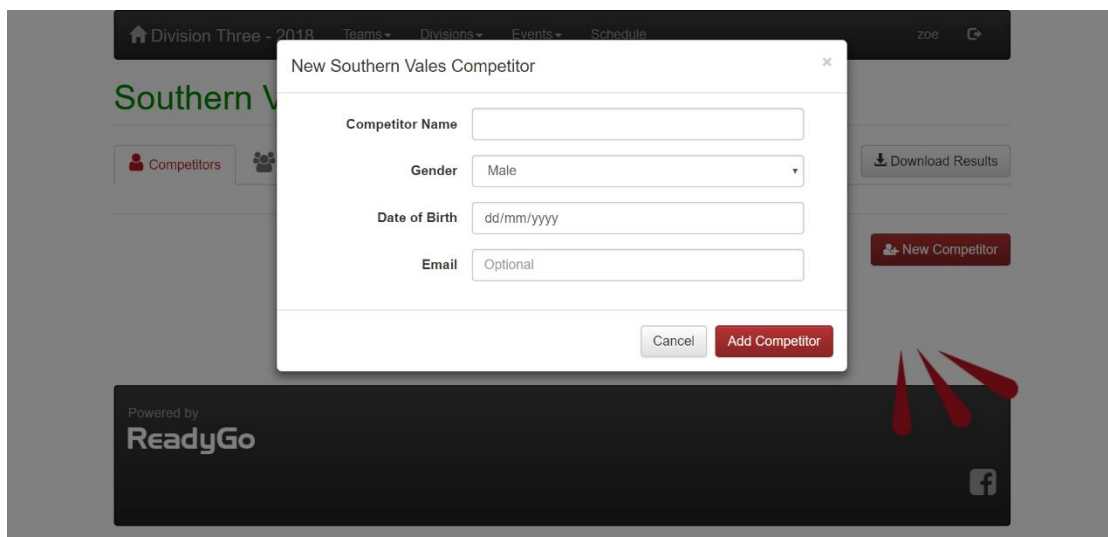 Division Three - 2018 Teams Divisions Events Schedule zoe
New Southern Vales Competitor ×
Southern V
Competitor Name
Competitors
Gender Male
Download Results
Date of Birth dd/mm/yyyy
New Competitor
Email Optional
Cancel Add Competitor
Powered by
ReadyGo